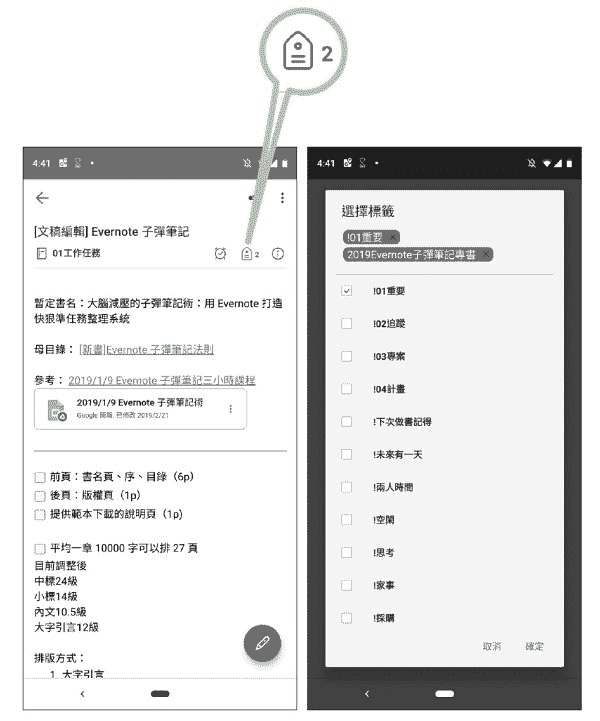 2
4:41
[文稿編輯] Evernote 子彈筆記
01工作任務
2
暫定書名：大腦減壓的子彈筆記術：用 Evernote 打造
快狠準任務整理系統
母目錄： [新書]Evernote 子彈筆記法則
參考： 2019/1/9 Evernote 子彈筆記三小時課程
2019/1/9 Evernote 子彈筆記術
Google 簡報, 已修改 2019/2/21
前頁：書名頁、序、目錄（6p）
後頁：版權頁（1p）
提供範本下載的說明頁（1p)
平均一章 10000 字可以排 27 頁
目前調整後
中標24級
小標14級
內文10.5級
大字引言12級
排版方式：
1. 大字引言
4:41
選擇標籤
!01重要 ×
2019Evernote子彈筆記專書 ×
!01重要
!02追蹤
!03專案
!04計畫
!下次做書記得
!未來有一天
!兩人時間
!空閒
!思考
!家事
!採購
取消 確定